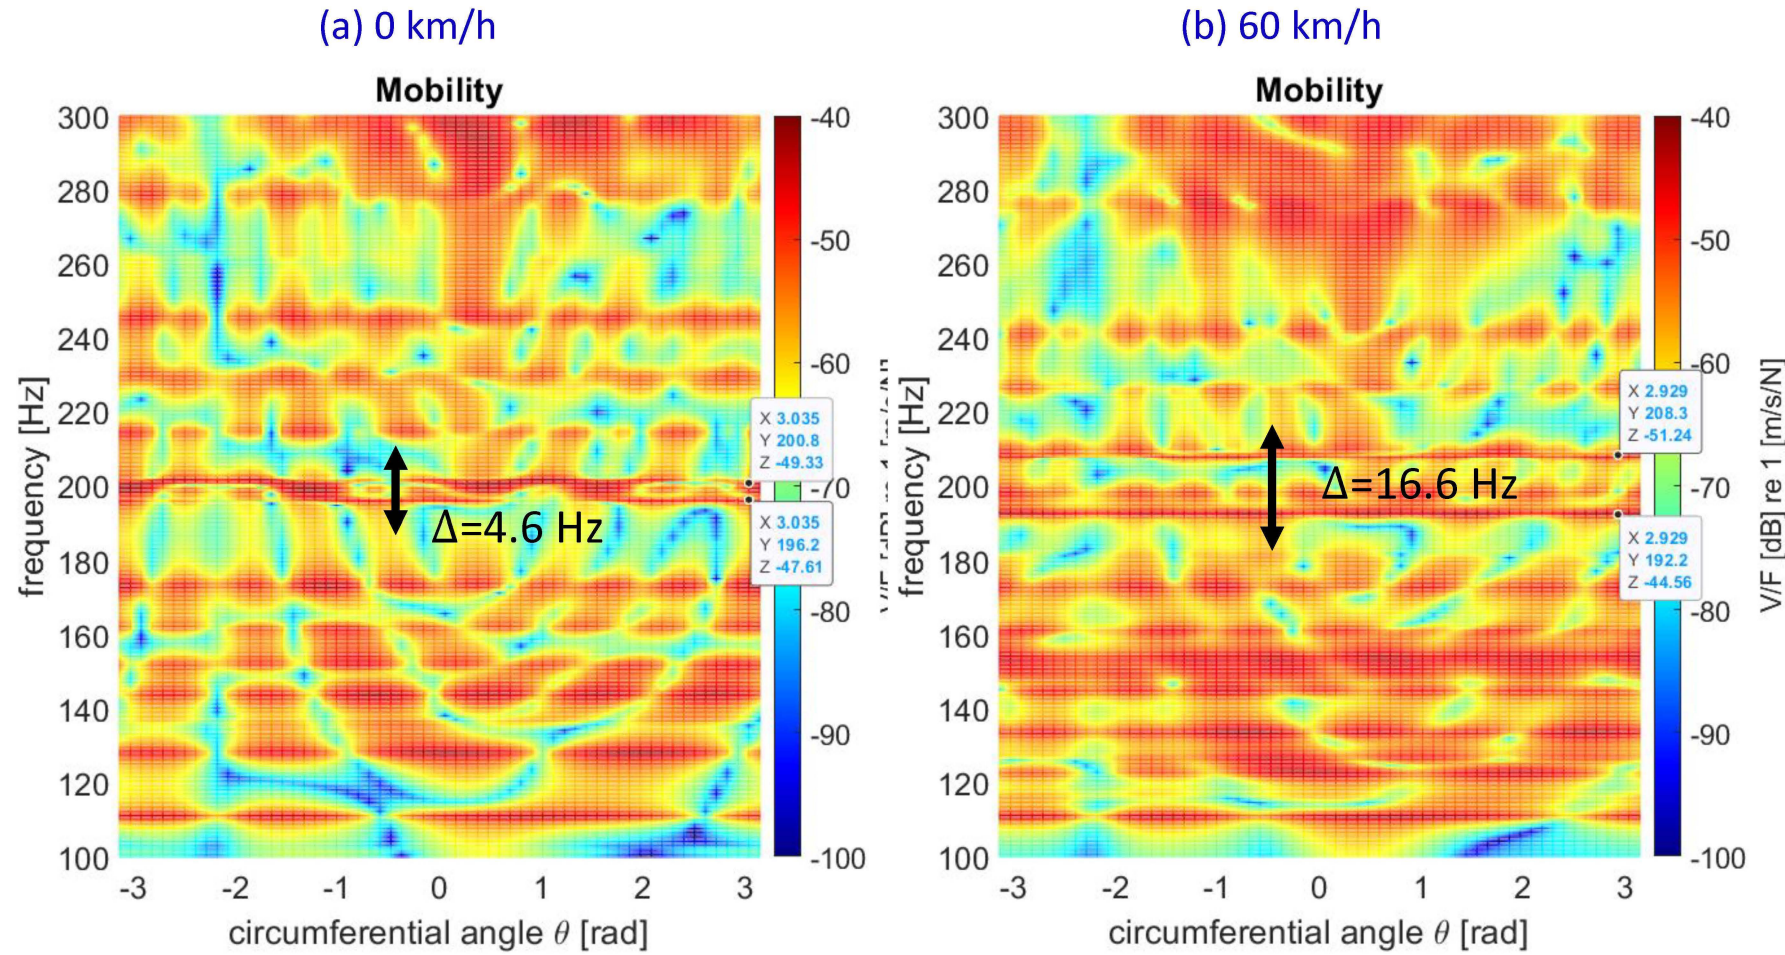 (a) 0 km/h
Mobility
300
280
260
240
220
200
180
160
140
120
100
frequency [Hz]
-3 -2 -1 0 1 2 3
circumferential angle θ [rad]
Δ=4.6 Hz
X 3.035
Y 200.8
Z -49.33
X 3.035
Y 196.2
Z -47.61
-40
-50
-60
-70
-80
-90
-100
(b) 60 km/h
Mobility
300
280
260
240
220
200
180
160
140
120
100
frequency [Hz]
-3 -2 -1 0 1 2 3
circumferential angle θ [rad]
Δ=16.6 Hz
X 2.929
Y 208.3
Z -51.24
X 2.929
Y 192.2
Z -44.56
-40
-50
-60
-70
-80
-90
-100
V/F [dB] re 1 [m/s/N]